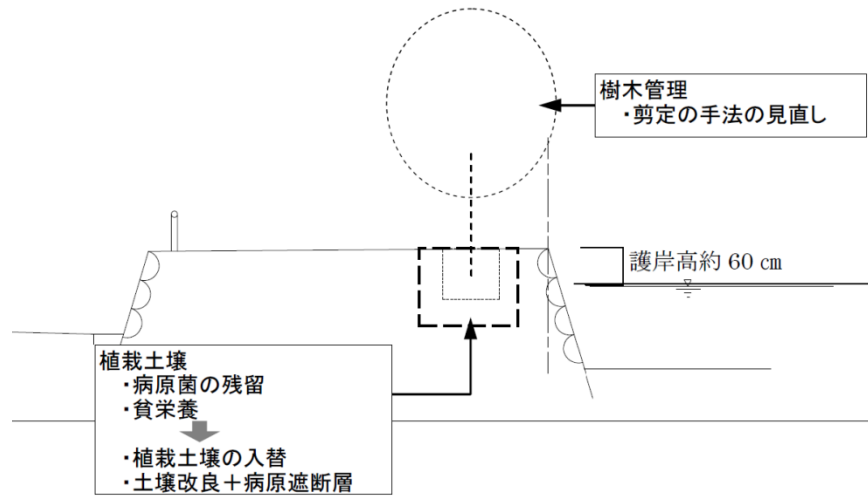 樹木管理
・剪定の手法の見直し
護岸高約 60 ㎝
植栽土壌
・病原菌の残留
・貧栄養
・植栽土壌の入替
・土壌改良＋病原遮断層